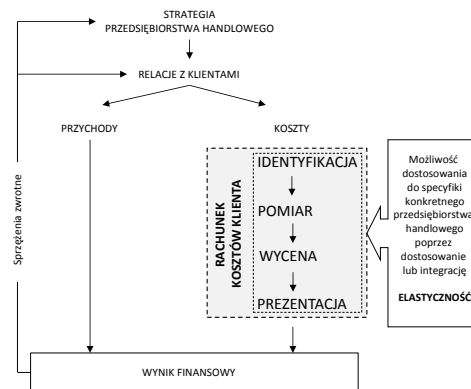 STRATEGIA
PRZEDSIĘBIORSTWA HANDLOWEGO
RELACJE Z KLIENTAMI
PRZYCHODY
KOSZTY
Sprzężenia zwrotne
RACHUNEK
KOSZTÓW KLIENTA
IDENTYFIKACJA
POMIAR
WYCENA
PREZENTACJA
Możliwość
dostosowania
do specyfiki
konkretnego
przedsiębiorstwa
handlowego
poprzez
dostosowanie
lub integrację
ELASTYCZNOŚĆ
WYNIK FINANSOWY